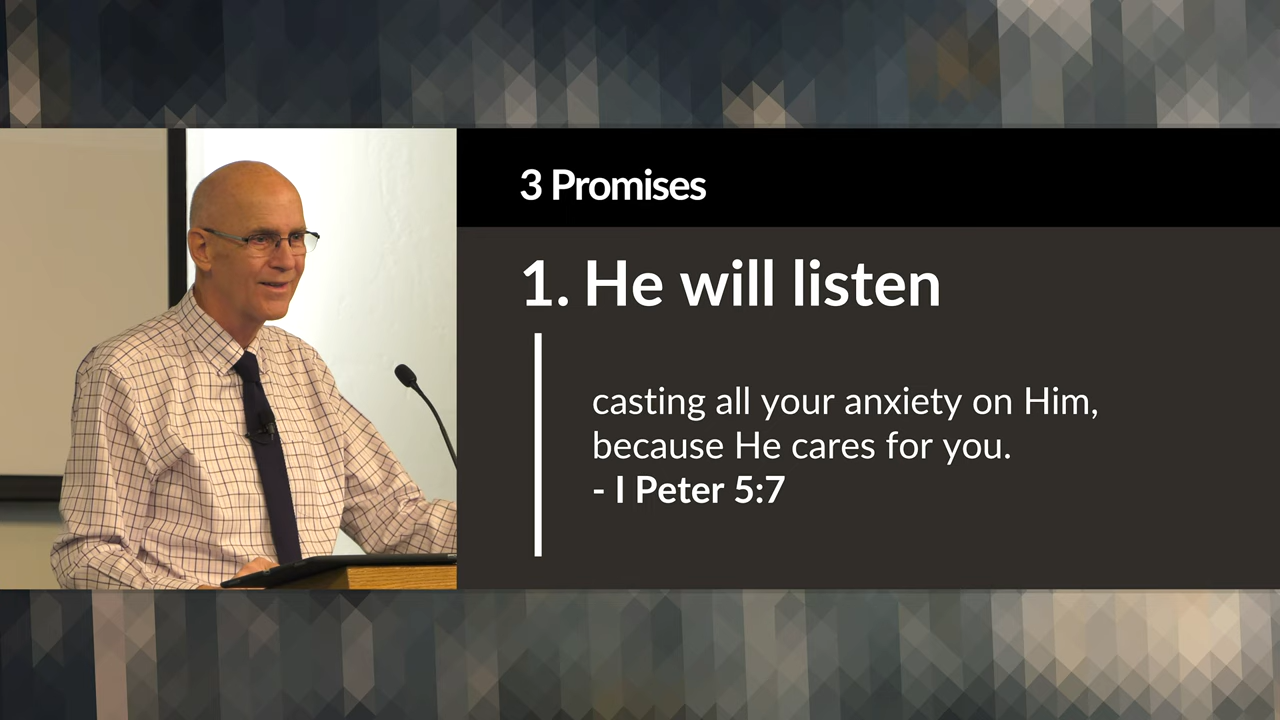 3 Promises
1. He will listen
casting all your anxiety on Him,
because He cares for you.
- I Peter 5:7